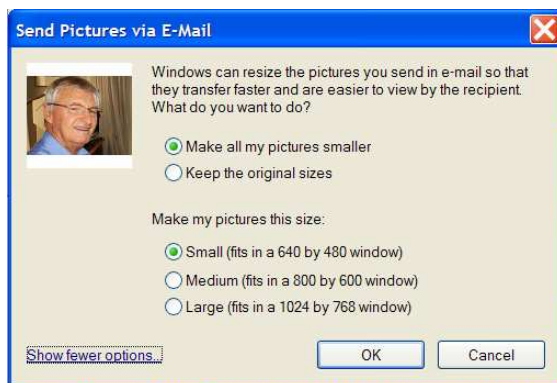 Send Pictures via E-Mail
Windows can resize the pictures you send in e-mail so that
they transfer faster and are easier to view by the recipient.
What do you want to do?
Make all my pictures smaller
Keep the original sizes
Make my pictures this size:
Small (fits in a 640 by 480 window)
Medium (fits in a 800 by 600 window)
Large (fits in a 1024 by 768 window)
Show fewer options...
OK
Cancel